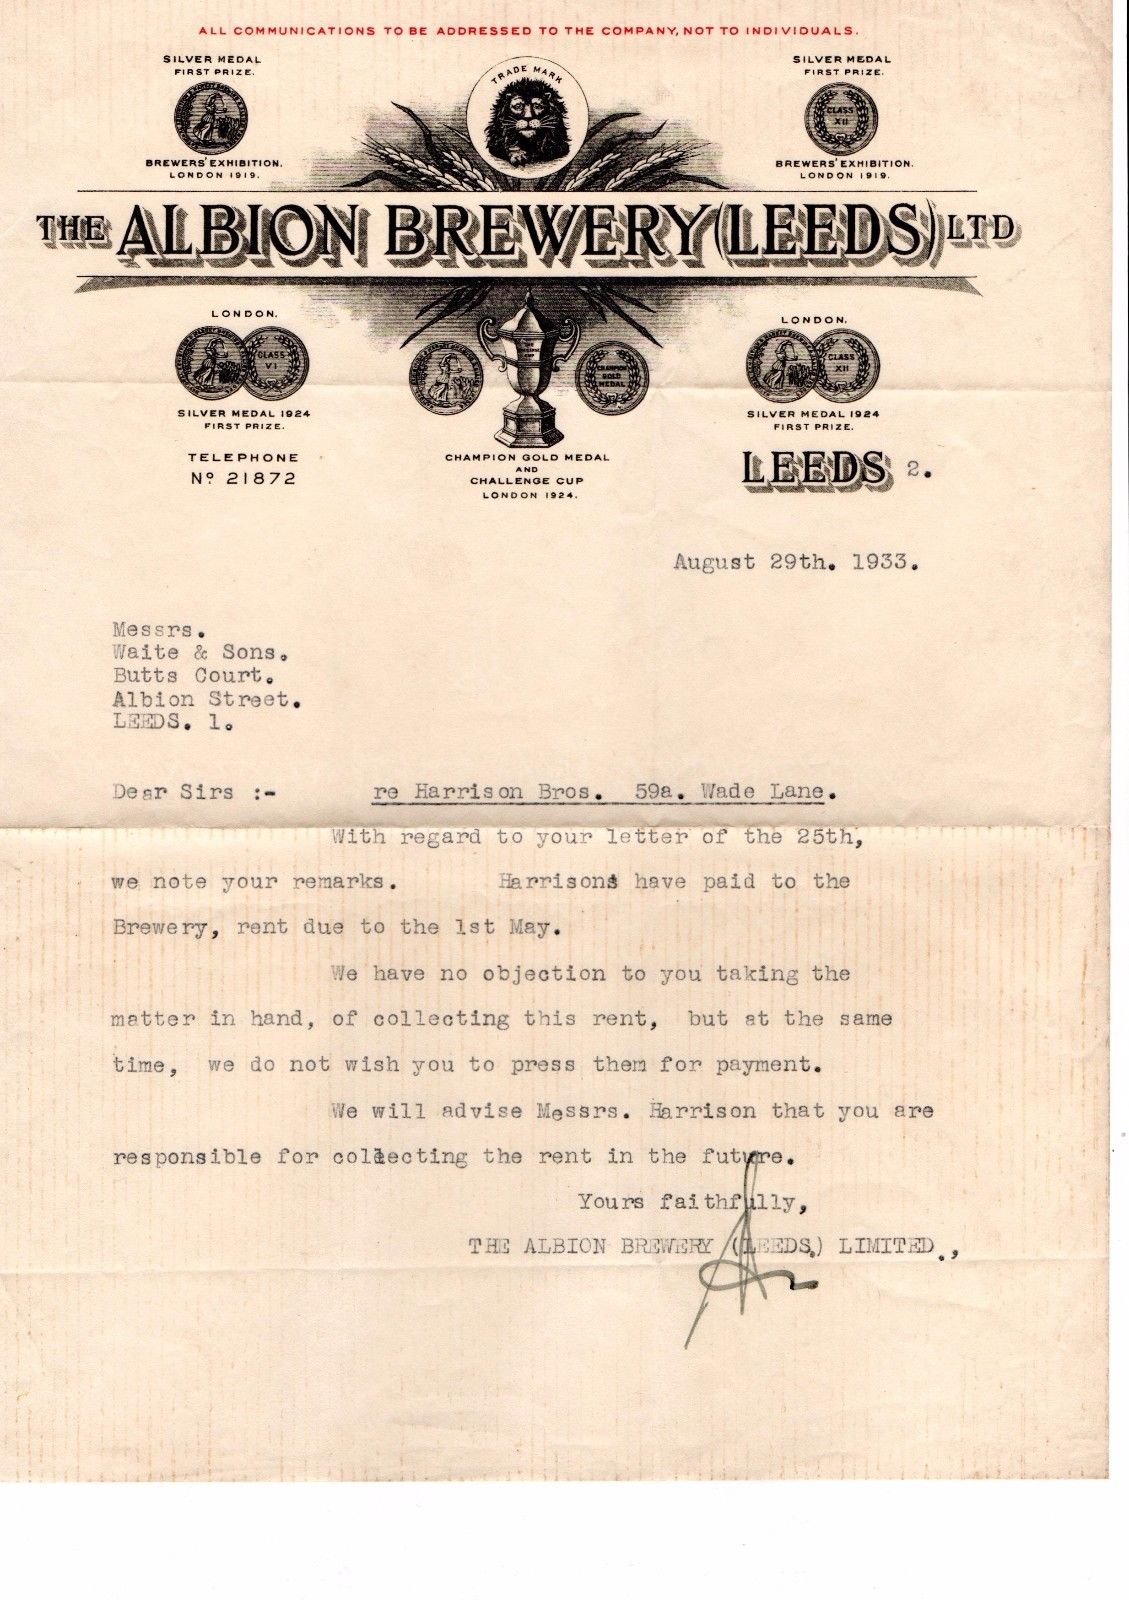 ALL COMMUNICATIONS TO BE ADDRESSED TO THE COMPANY, NOT TO INDIVIDUALS.
SILVER MEDAL
FIRST PRIZE.
BREWERS' EXHIBITION.
LONDON 1919.
TRADE MARK
SILVER MEDAL
FIRST PRIZE.
CLASS
XII
BREWERS' EXHIBITION.
LONDON 1919.
THE ALBION BREWERY (LEEDS) LTD
LONDON.
CLASS
VI
SILVER MEDAL 1924
FIRST PRIZE.
TELEPHONE
No 21872
CHAMPION
GOLD
MEDAL
CHAMPION GOLD MEDAL
AND
CHALLENGE CUP
LONDON 1924.
LONDON.
CLASS
XII
SILVER MEDAL 1924
FIRST PRIZE.
LEEDS 2.
August 29th. 1933.
Messrs.
Waite & Sons.
Butts Court.
Albion Street.
LEEDS. 1.
Dear Sirs :- re Harrison Bros. 59a. Wade Lane.
With regard to your letter of the 25th,
we note your remarks. Harrisons have paid to the
Brewery, rent due to the 1st May.
We have no objection to you taking the
matter in hand, of collecting this rent, but at the same
time, we do not wish you to press them for payment.
We will advise Messrs. Harrison that you are
responsible for collecting the rent in the future.
Yours faithfully,
THE ALBION BREWERY (LEEDS.) LIMITED.,